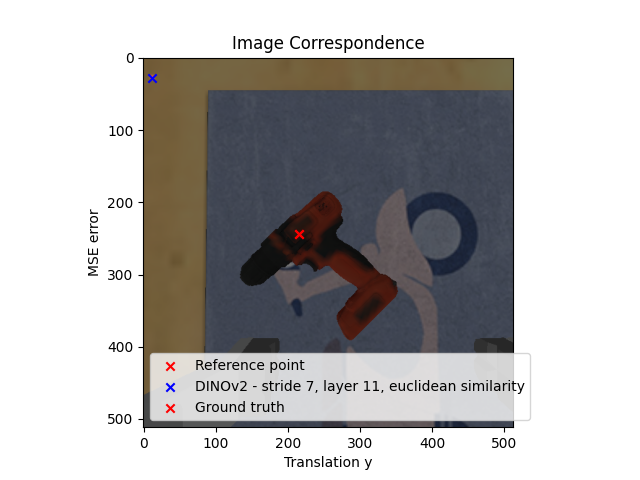 Image Correspondence
MSE error
0
100
200
300
400
500
Reference point
DINOv2 - stride 7, layer 11, euclidean similarity
Ground truth
0 100 200 300 400 500
Translation y